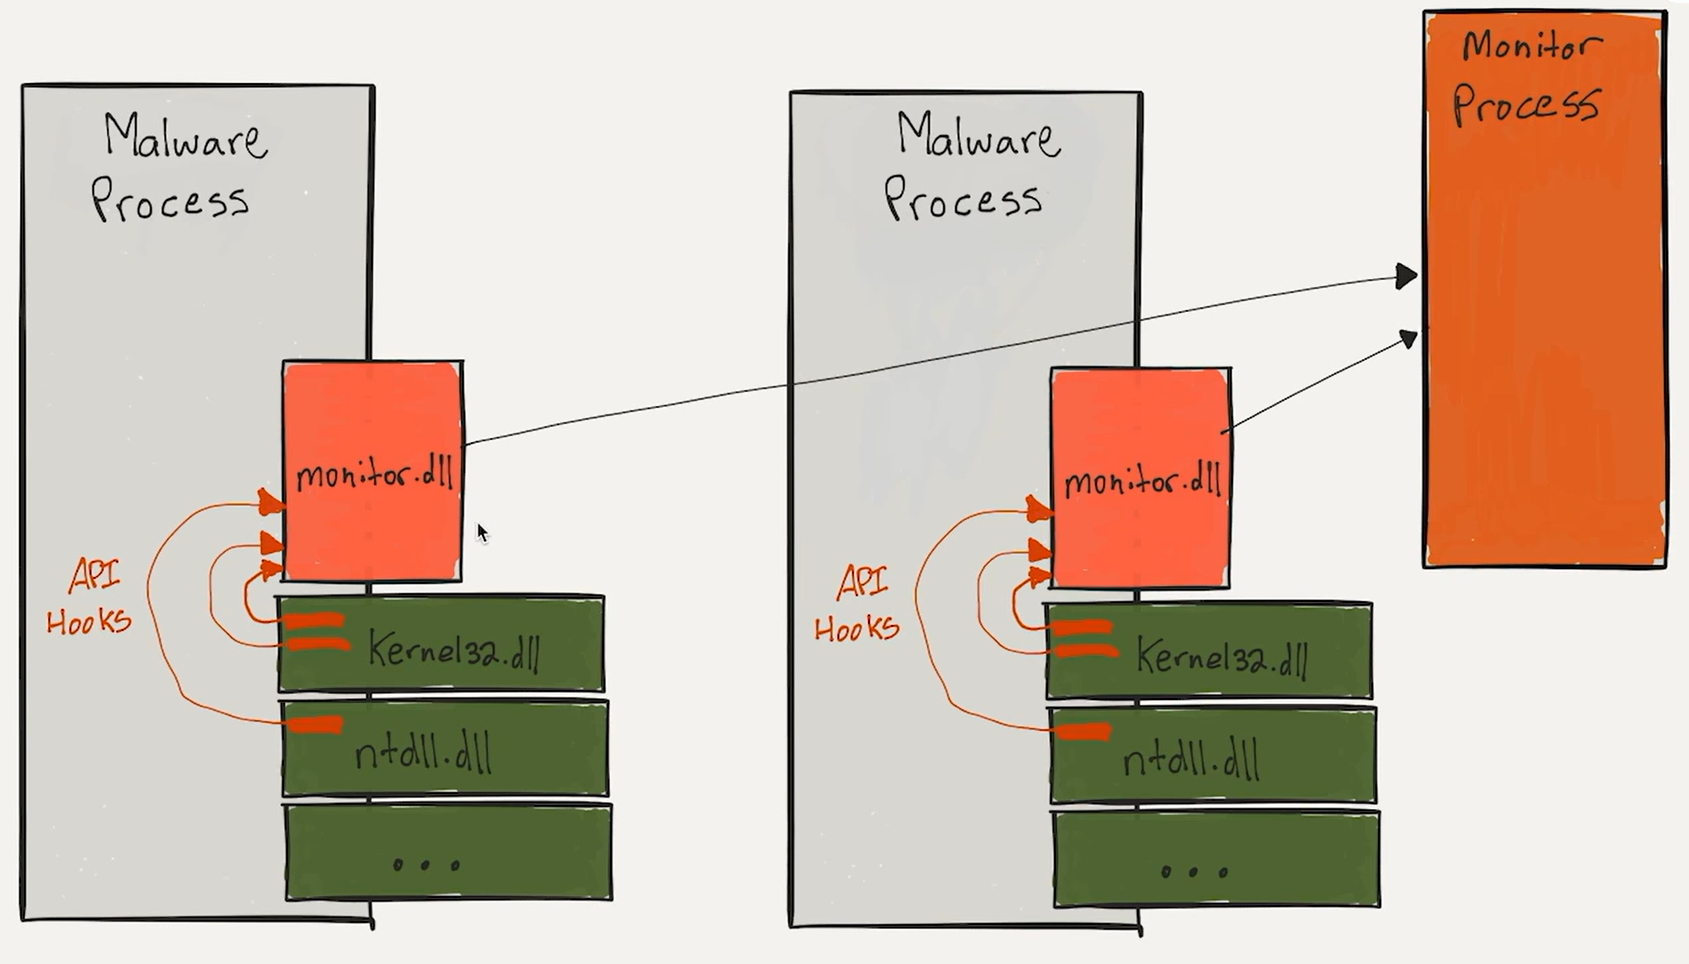 Malware
Process
monitor.dll
API
Hooks
Kernel32.dll
ntdll.dll
...
Malware
Process
monitor.dll
API
Hooks
Kernel32.dll
ntdll.dll
...
Monitor
Process